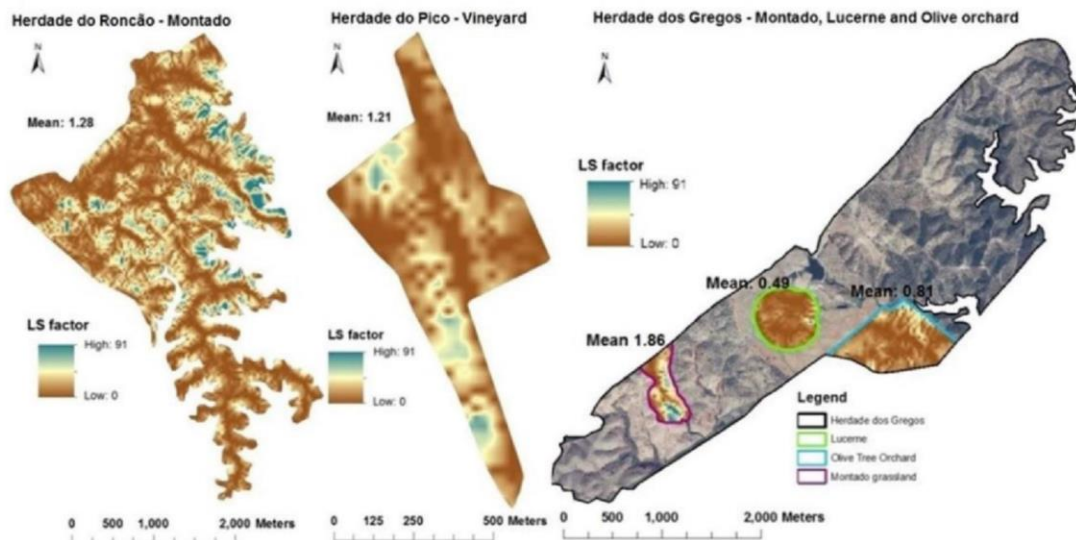 Herdade do Roncão - Montado
N
Mean: 1.28
LS factor
High: 91
Low: 0
0 500 1,000 2,000 Meters
Herdade do Pico - Vineyard
N
Mean: 1.21
LS factor
High: 91
Low: 0
0 125 250 500 Meters
Herdade dos Gregos - Montado, Lucerne and Olive orchard
N
LS factor
High: 91
Low: 0
Mean: 0.49
Mean: 0.81
Mean 1.86
Legend
Herdade dos Gregos
Lucerne
Olive Tree Orchard
Montado grassland
0 500 1,000 2,000 Meters